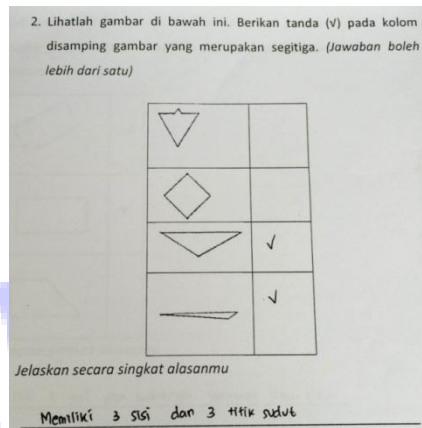 2. Lihatlah gambar di bawah ini. Berikan tanda (√) pada kolom
disamping gambar yang merupakan segitiga. (Jawaban boleh
lebih dari satu)
√
√
Jelaskan secara singkat alasanmu
Memiliki 3 sisi dan 3 titik sudut